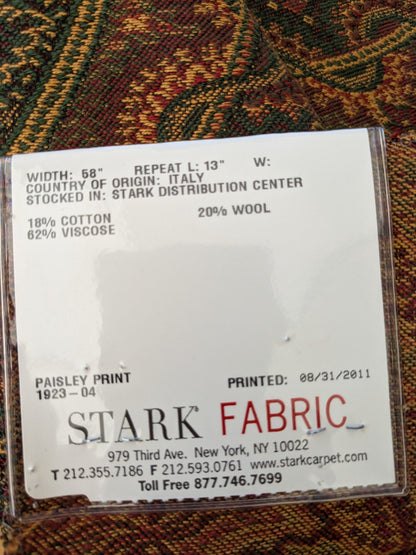 WIDTH: 58" REPEAT L: 13" W:
COUNTRY OF ORIGIN: ITALY
STOCKED IN: STARK DISTRIBUTION CENTER
18% COTTON 20% WOOL
62% VISCOSE
PAISLEY PRINT PRINTED: 08/31/2011
1923-04
STARK® FABRIC
979 Third Ave. New York, NY 10022
T 212.355.7186 F 212.593.0761 www.starkcarpet.com
Toll Free 877.746.7699